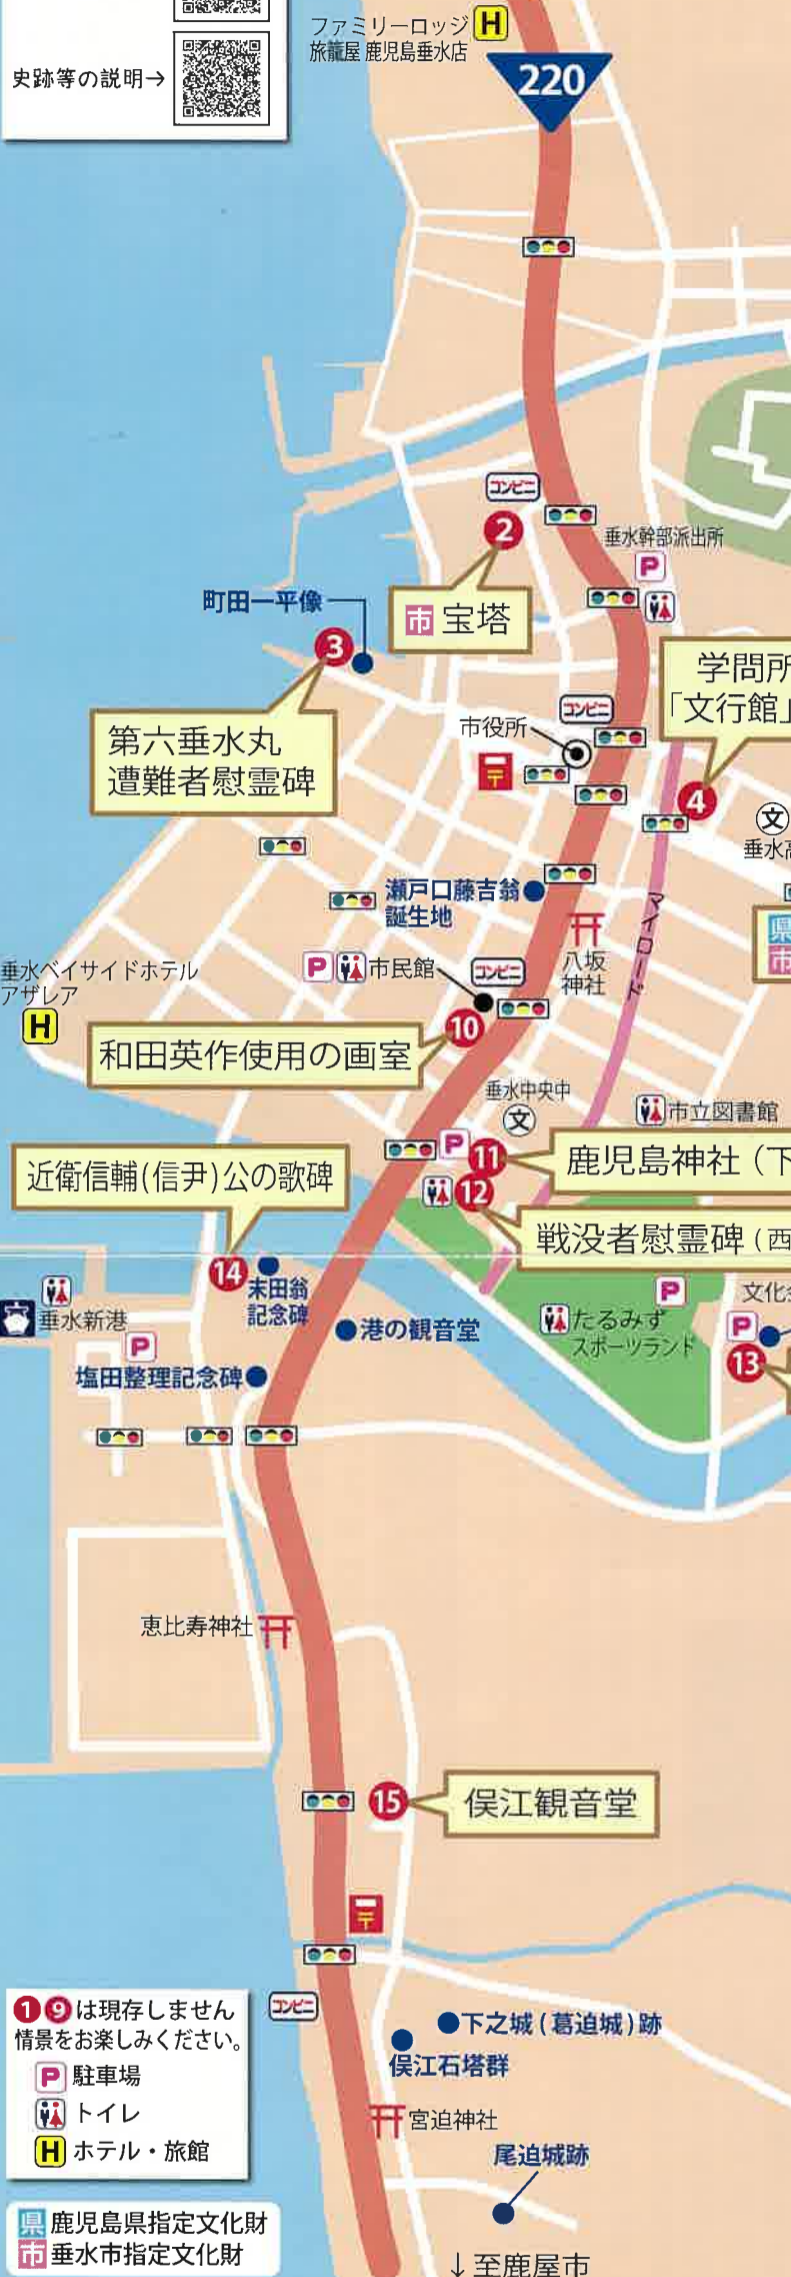 史跡等の説明→
ファミリーロッジ
旅籠屋 鹿児島垂水店
H
220
コンビニ
2
垂水幹部派出所
P
市 宝塔
町田一平像
3
第六垂水丸
遭難者慰霊碑
学問所
「文行館」
コンビニ
市役所
4
文
垂水高
瀬戸口藤吉翁
誕生地
マイロード
県
市
八坂
神社
P
市民館
コンビニ
垂水ベイサイドホテル
アザレア
H
10
和田英作使用の画室
垂水中央中
文
市立図書館
P
11
鹿児島神社(下
近衛信輔(信尹)公の歌碑
12
戦没者慰霊碑(西
14
末田翁
記念碑
P
文化会
垂水新港
港の観音堂
たるみず
スポーツランド
P
13
P
塩田整理記念碑
恵比寿神社
15
俣江観音堂
コンビニ
1 9は現存しません
情景をお楽しみください。
P 駐車場
トイレ
H ホテル・旅館
下之城(葛迫城)跡
俣江石塔群
宮迫神社
尾迫城跡
県 鹿児島県指定文化財
市 垂水市指定文化財
↓至鹿屋市